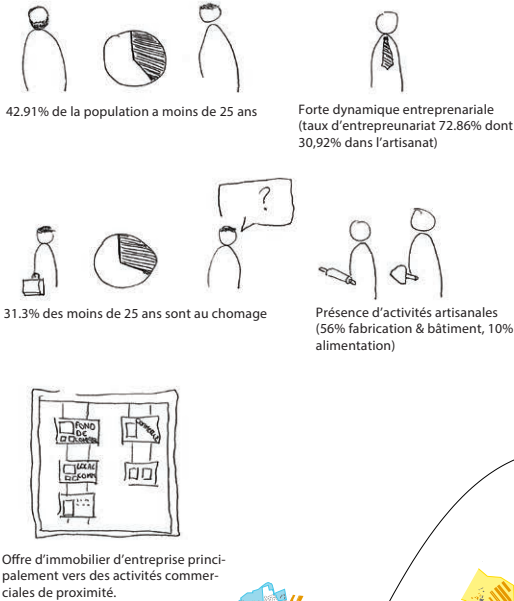 42.91% de la population a moins de 25 ans
Forte dynamique entreprenariale
(taux d'entrepreunariat 72.86% dont
30,92% dans l'artisanat)
?
31.3% des moins de 25 ans sont au chomage
Présence d'activités artisanales
(56% fabrication & bâtiment, 10%
alimentation)
FOND
DE
COMMERCE
LOCAL
COMM
Offre d'immobilier d'entreprise princi-
palement vers des activités commer-
ciales de proximité.